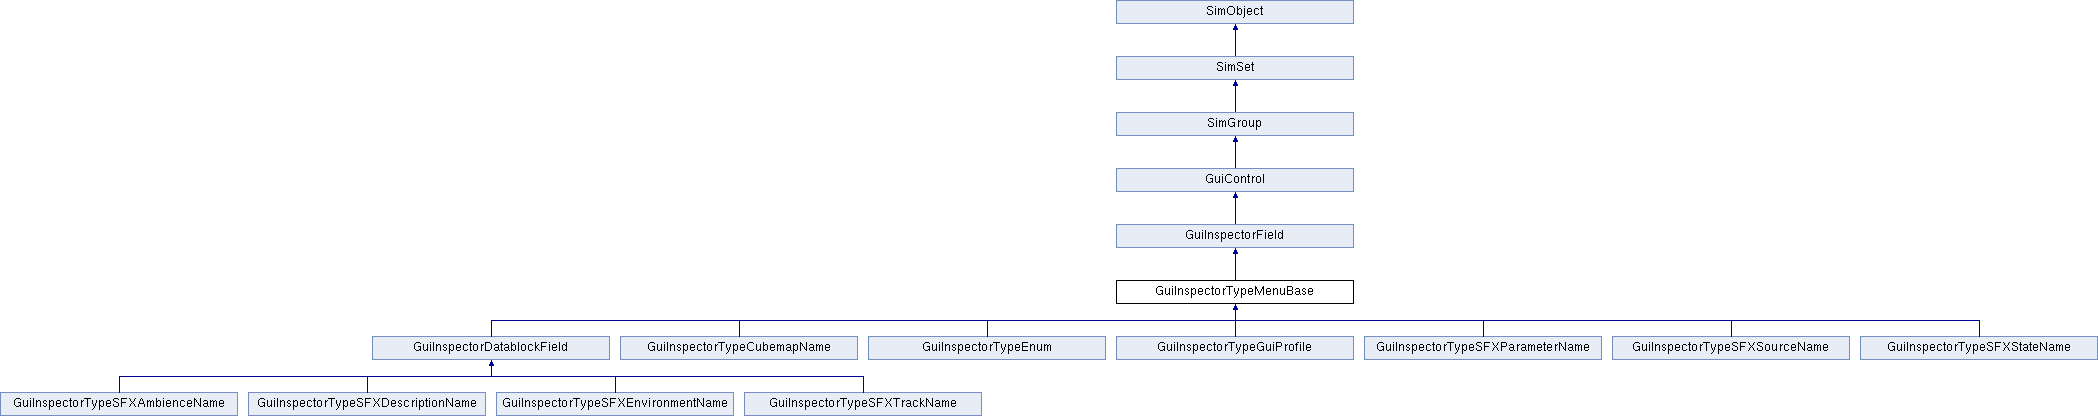 SimObject
SimSet
SimGroup
GuiControl
GuiInspectorField
GuiInspectorTypeMenuBase
GuiInspectorDatablockField
GuiInspectorTypeCubemapName
GuiInspectorTypeEnum
GuiInspectorTypeGuiProfile
GuiInspectorTypeSFXParameterName
GuiInspectorTypeSFXSourceName
GuiInspectorTypeSFXStateName
GuiInspectorTypeSFXAmbienceName
GuiInspectorTypeSFXDescriptionName
GuiInspectorTypeSFXEnvironmentName
GuiInspectorTypeSFXTrackName